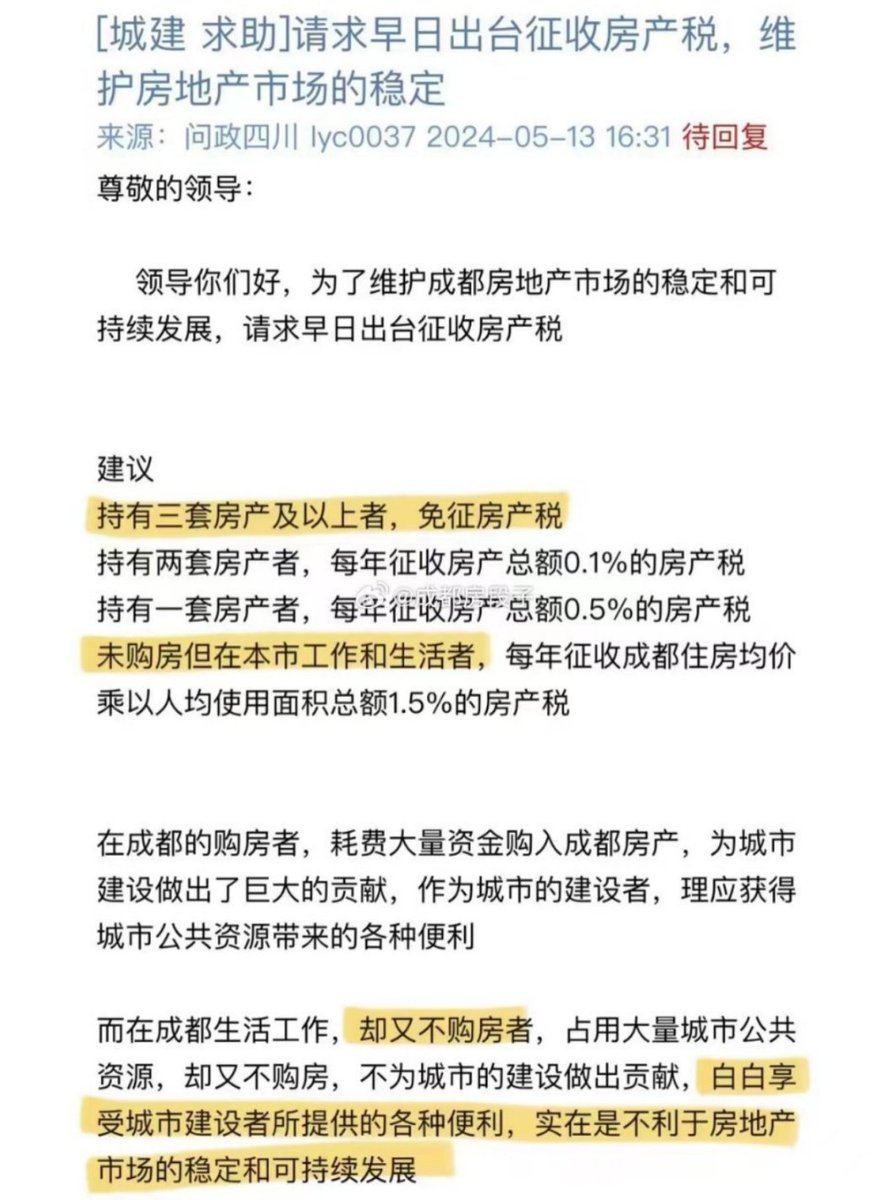 [城建 求助]请求早日出台征收房产税，维
护房地产市场的稳定
来源：问政四川 lyc0037 2024-05-13 16:31 待回复
尊敬的领导：
领导你们好，为了维护成都房地产市场的稳定和可
持续发展，请求早日出台征收房产税
建议
持有三套房产及以上者，免征房产税
持有两套房产者，每年征收房产总额0.1%的房产税
@成都房段子
持有一套房产者，每年征收房产总额0.5%的房产税
未购房但在本市工作和生活者，每年征收成都住房均价
乘以人均使用面积总额1.5%的房产税
在成都的购房者，耗费大量资金购入成都房产，为城市
建设做出了巨大的贡献，作为城市的建设者，理应获得
城市公共资源带来的各种便利
而在成都生活工作，却又不购房者，占用大量城市公共
资源，却又不购房，不为城市的建设做出贡献，白白享
受城市建设者所提供的各种便利，实在是不利于房地产
市场的稳定和可持续发展